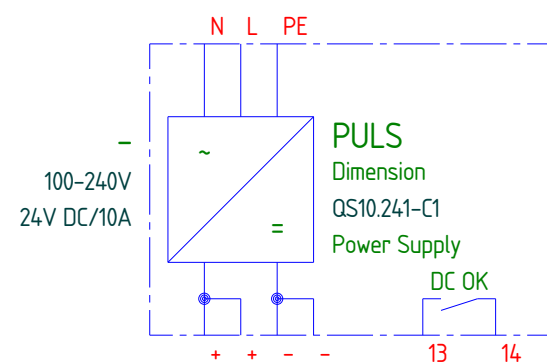 N L PE
–
100-240V
24V DC/10A
~
=
PULS
Dimension
QS10.241-C1
Power Supply
DC OK
+ + – –
13 14